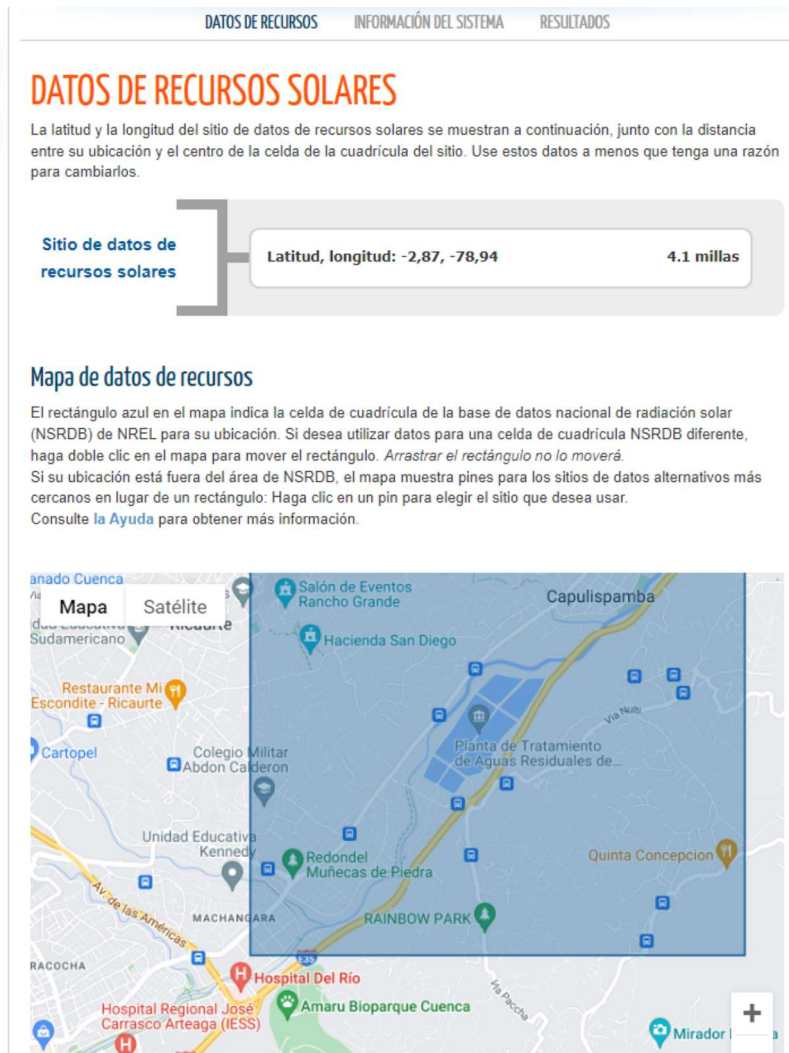 DATOS DE RECURSOS INFORMACIÓN DEL SISTEMA RESULTADOS
DATOS DE RECURSOS SOLARES
La latitud y la longitud del sitio de datos de recursos solares se muestran a continuación, junto con la distancia
entre su ubicación y el centro de la celda de la cuadrícula del sitio. Use estos datos a menos que tenga una razón
para cambiarlos.
Sitio de datos de
recursos solares
Latitud, longitud: -2,87, -78,94 4.1 millas
Mapa de datos de recursos
El rectángulo azul en el mapa indica la celda de cuadrícula de la base de datos nacional de radiación solar
(NSRDB) de NREL para su ubicación. Si desea utilizar datos para una celda de cuadrícula NSRDB diferente,
haga doble clic en el mapa para mover el rectángulo. Arrastrar el rectángulo no lo moverá.
Si su ubicación está fuera del área de NSRDB, el mapa muestra pines para los sitios de datos alternativos más
cercanos en lugar de un rectángulo: Haga clic en un pin para elegir el sitio que desea usar.
Consulte la Ayuda para obtener más información.
anado Cuenca
Mapa Satélite
Sudamericano
Ricaurte
Salón de Eventos
Rancho Grande
Capulispamba
Hacienda San Diego
Restaurante Mi
Escondite - Ricaurte
Vía Nulti
Cartopel
Colegio Militar
Abdon Calderon
Planta de Tratamiento
de Aguas Residuales de...
Unidad Educativa
Kennedy
Redondel
Muñecas de Piedra
Quinta Concepcion
Av. de las Américas
MACHANGARA
RAINBOW PARK
E35
RACOCHA
Hospital Del Río
Vía Paccha
Hospital Regional José
Carrasco Arteaga (IESS)
Amaru Bioparque Cuenca
+
Mirador